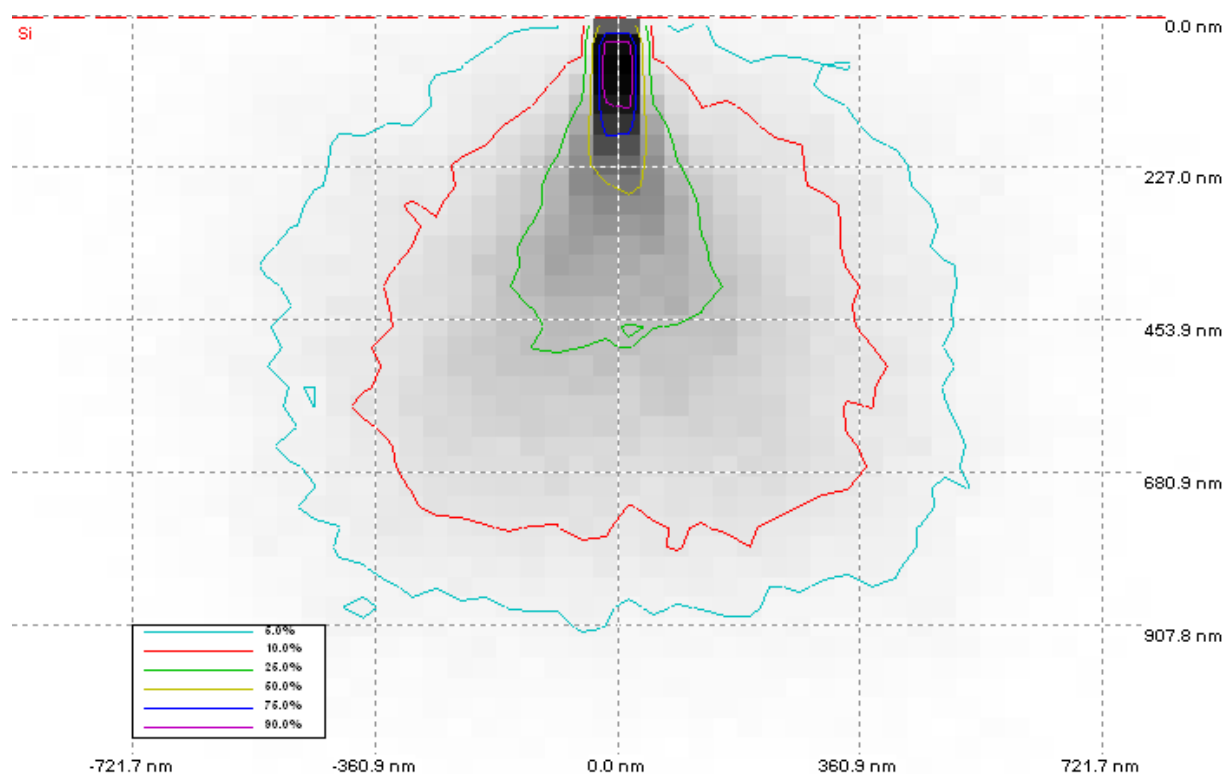 Si
0.0 nm
227.0 nm
453.9 nm
680.9 nm
907.8 nm
5.0%
10.0%
25.0%
50.0%
75.0%
90.0%
-721.7 nm
-360.9 nm
0.0 nm
360.9 nm
721.7 nm